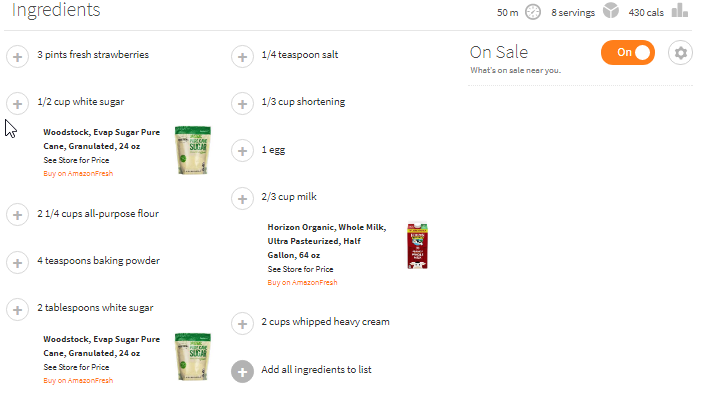 Ingredients
50 m
8 servings
430 cals
3 pints fresh strawberries
1/2 cup white sugar
Woodstock, Evap Sugar Pure
Cane, Granulated, 24 oz
See Store for Price
Buy on AmazonFresh
SUGAR
2 1/4 cups all-purpose flour
4 teaspoons baking powder
2 tablespoons white sugar
Woodstock, Evap Sugar Pure
Cane, Granulated, 24 oz
See Store for Price
Buy on AmazonFresh
SUGAR
1/4 teaspoon salt
1/3 cup shortening
1 egg
2/3 cup milk
Horizon Organic, Whole Milk,
Ultra Pasteurized, Half
Gallon, 64 oz
See Store for Price
Buy on AmazonFresh
2 cups whipped heavy cream
Add all ingredients to list
On Sale
On
What's on sale near you.